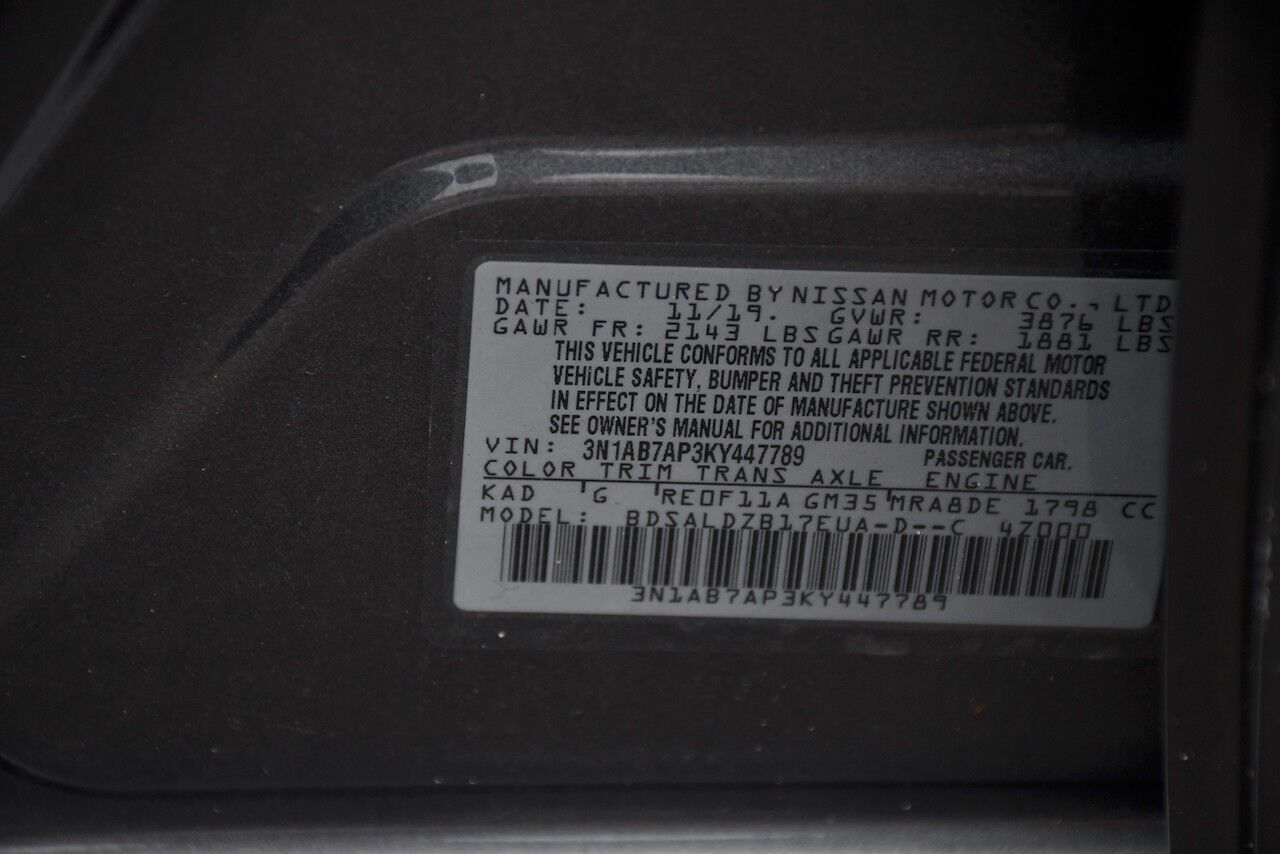 MANUFACTURED BY NISSAN MOTOR CO., LTD
DATE: 11/19. GVWR: 3876 LBS
GAWR FR: 2143 LBS GAWR RR: 1881 LBS
THIS VEHICLE CONFORMS TO ALL APPLICABLE FEDERAL MOTOR
VEHICLE SAFETY, BUMPER AND THEFT PREVENTION STANDARDS
IN EFFECT ON THE DATE OF MANUFACTURE SHOWN ABOVE.
SEE OWNER'S MANUAL FOR ADDITIONAL INFORMATION.
VIN: 3N1AB7AP3KY447789 PASSENGER CAR.
COLOR TRIM TRANS AXLE ENGINE
KAD G RE0F11A GM35 MRA8DE 1798 CC
MODEL: BDSALDZB17EUA-D--C 4Z000
3N1AB7AP3KY447789